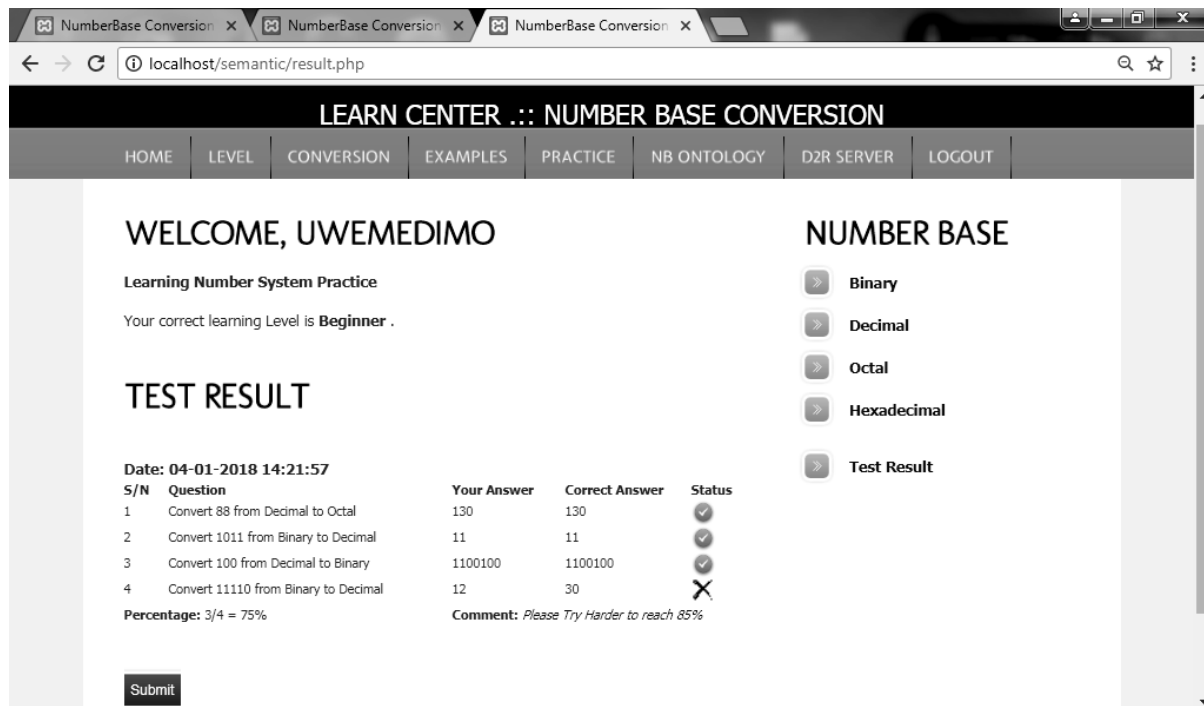 NumberBase Conversion
NumberBase Conversion
NumberBase Conversion
localhost/semantic/result.php
LEARN CENTER .:: NUMBER BASE CONVERSION
HOME LEVEL CONVERSION EXAMPLES PRACTICE NB ONTOLOGY D2R SERVER LOGOUT
WELCOME, UWEMEDIMO
Learning Number System Practice
Your correct learning Level is Beginner .
TEST RESULT
Date: 04-01-2018 14:21:57
S/N Question Your Answer Correct Answer Status
1 Convert 88 from Decimal to Octal 130 130
2 Convert 1011 from Binary to Decimal 11 11
3 Convert 100 from Decimal to Binary 1100100 1100100
4 Convert 11110 from Binary to Decimal 12 30
Percentage: 3/4 = 75% Comment: Please Try Harder to reach 85%
Submit
NUMBER BASE
Binary
Decimal
Octal
Hexadecimal
Test Result